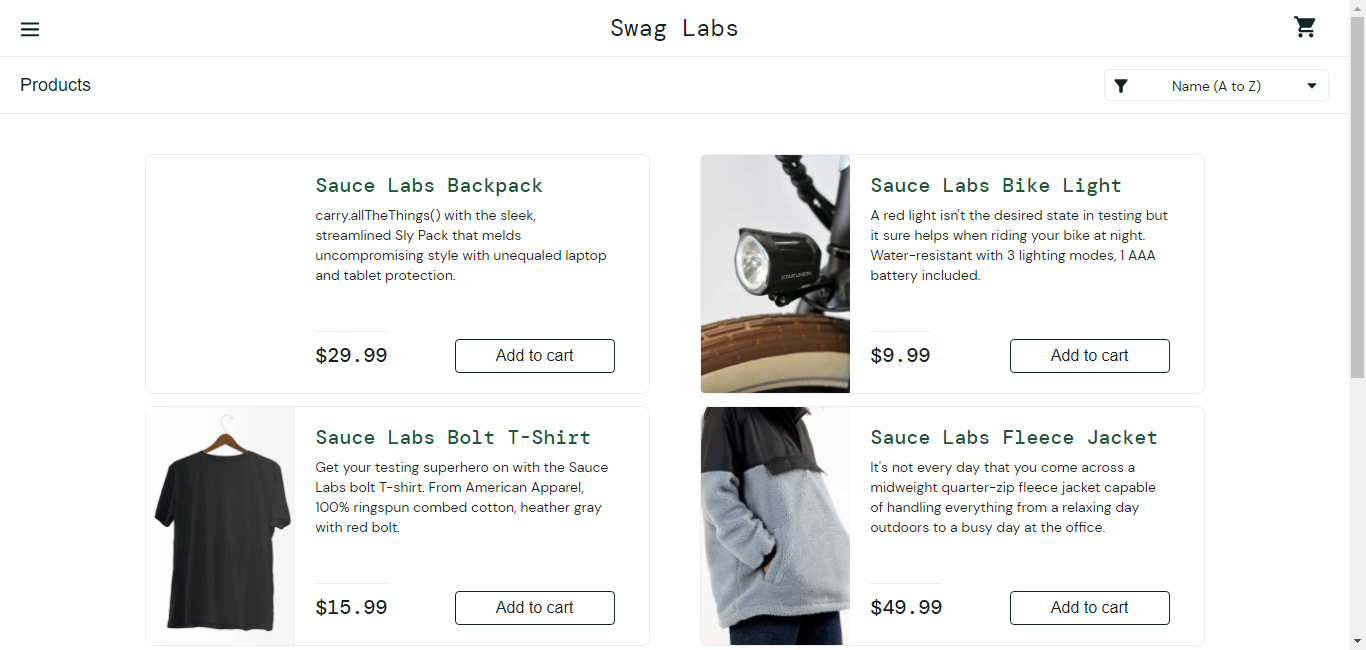 Swag Labs
Products
Name (A to Z)
Sauce Labs Backpack
carry.allTheThings() with the sleek,
streamlined Sly Pack that melds
uncompromising style with unequaled laptop
and tablet protection.
$29.99
Add to cart
Sauce Labs Bike Light
A red light isn't the desired state in testing but
it sure helps when riding your bike at night.
Water-resistant with 3 lighting modes, 1 AAA
battery included.
$9.99
Add to cart
STAR UNION
Sauce Labs Bolt T-Shirt
Get your testing superhero on with the Sauce
Labs bolt T-shirt. From American Apparel,
100% ringspun combed cotton, heather gray
with red bolt.
$15.99
Add to cart
Sauce Labs Fleece Jacket
It's not every day that you come across a
midweight quarter-zip fleece jacket capable
of handling everything from a relaxing day
outdoors to a busy day at the office.
$49.99
Add to cart